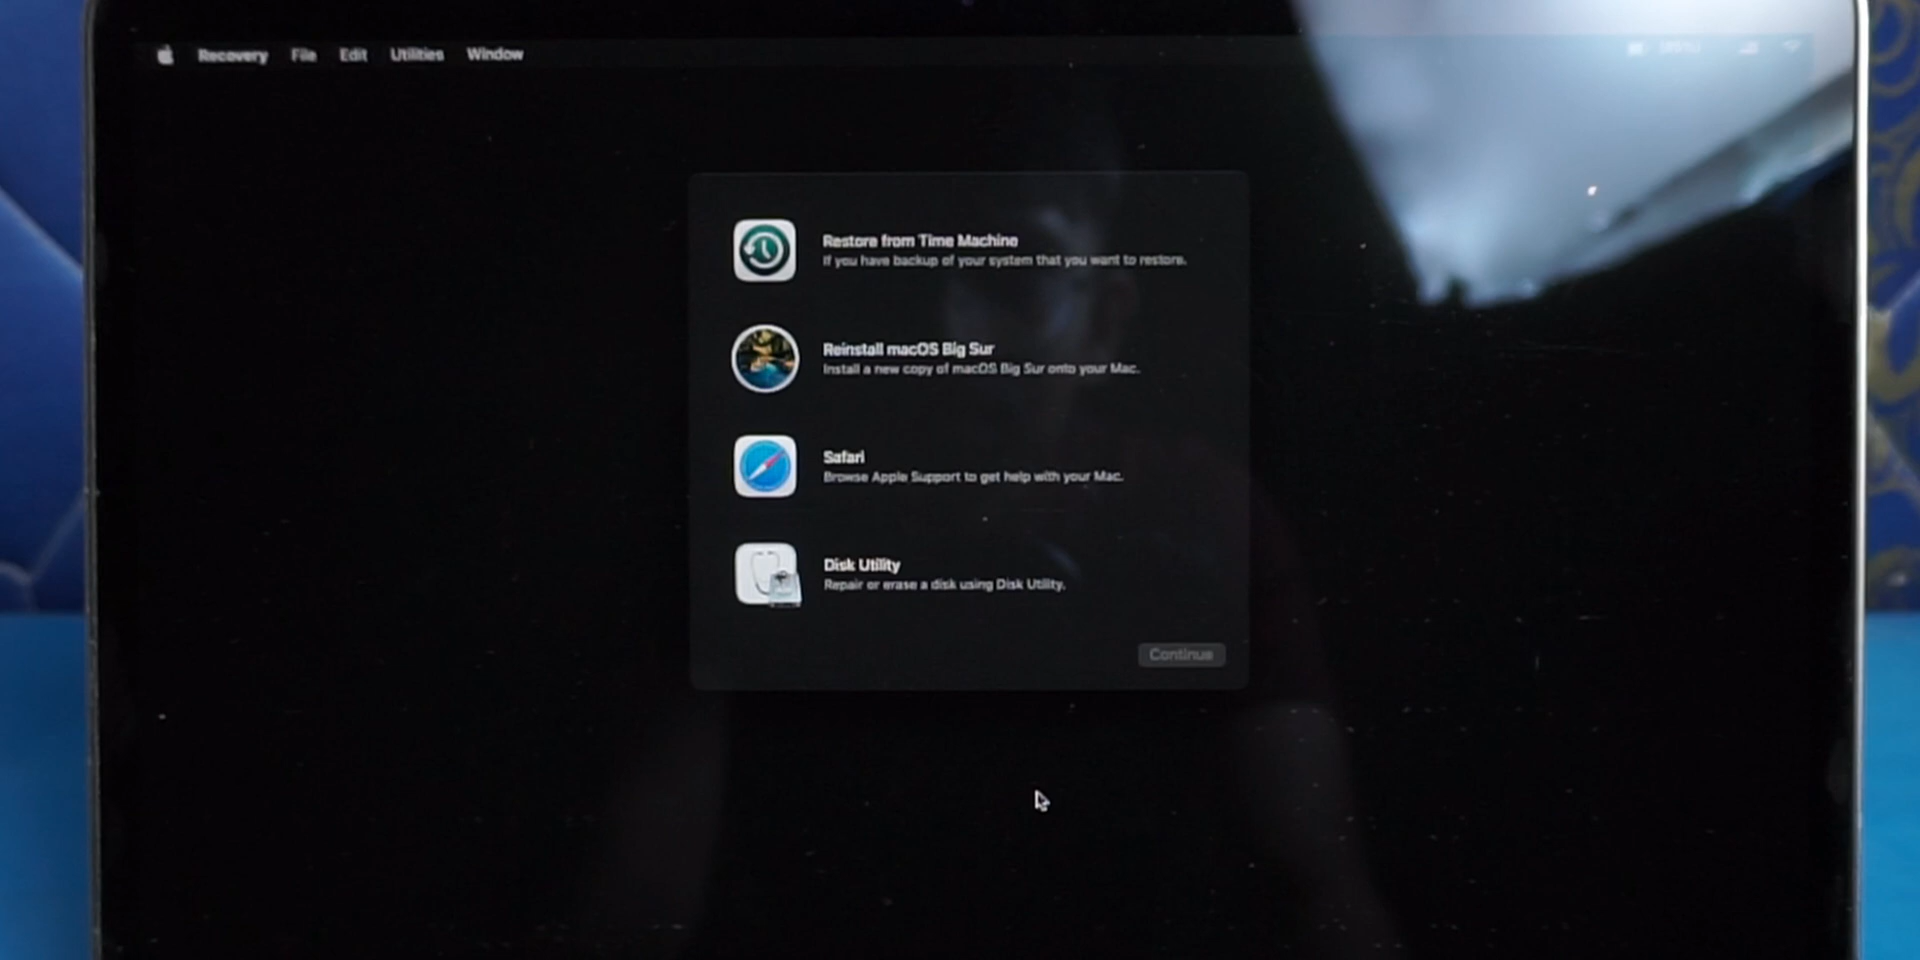 Recovery File Edit Utilities Window
Restore from Time Machine
If you have backup of your system that you want to restore.
Reinstall macOS Big Sur
Install a new copy of macOS Big Sur onto your Mac.
Safari
Browse Apple Support to get help with your Mac.
Disk Utility
Repair or erase a disk using Disk Utility.
Continue